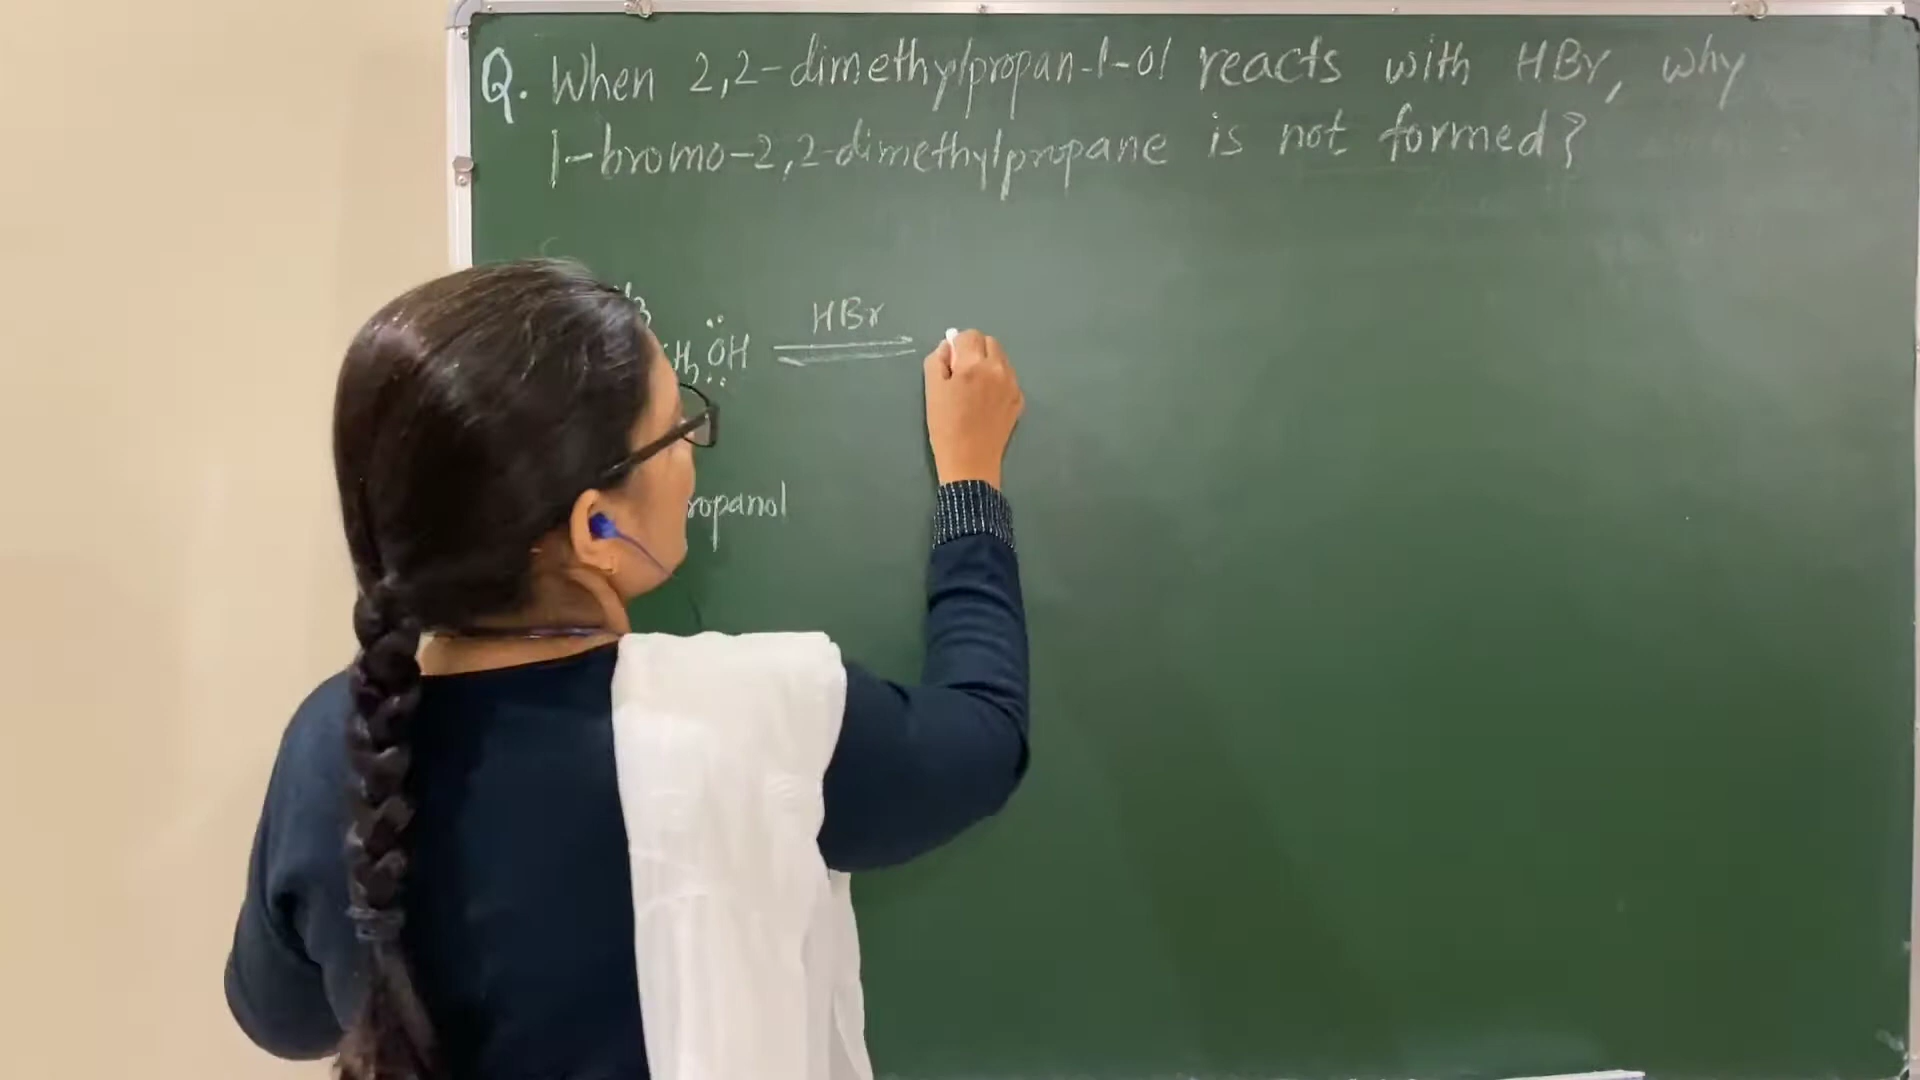 Q. When 2,2-dimethylpropan-1-ol reacts with HBr, why
1-bromo-2,2-dimethylpropane is not formed?
HBr
ÖH
ropanol